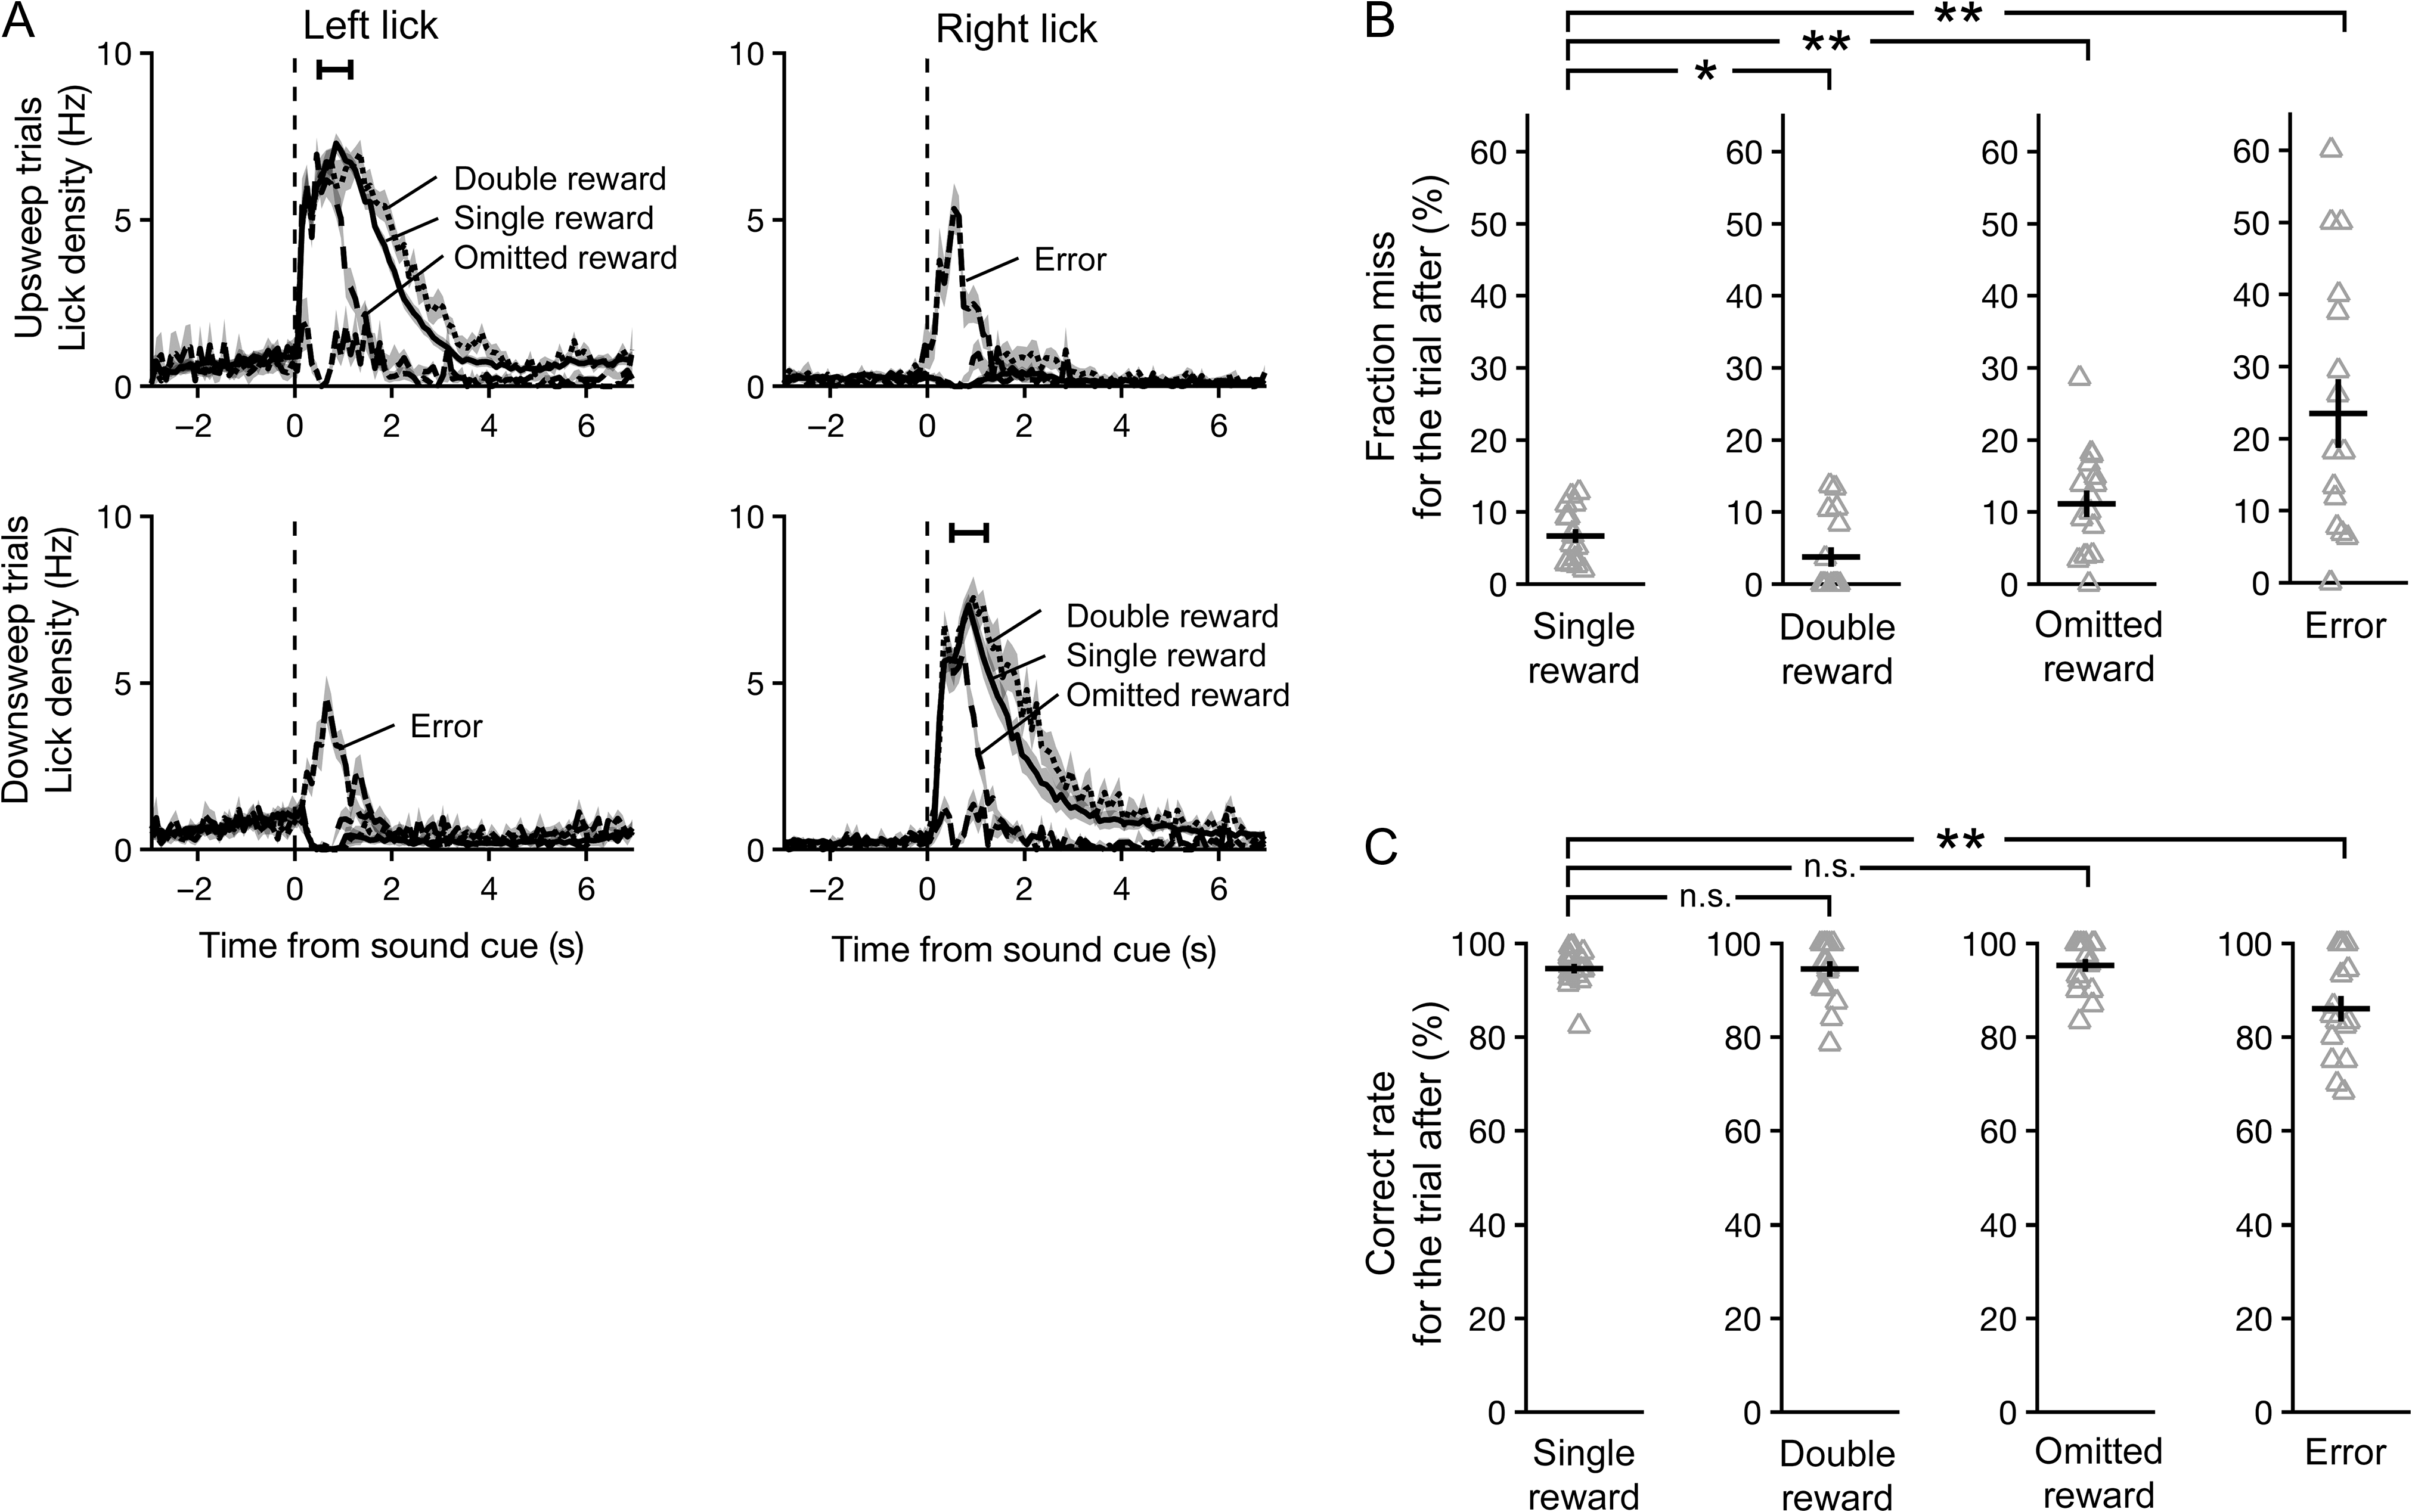 A
Left lick
Right lick
Upsweep trials
Lick density (Hz)
10
5
0
−2 0 2 4 6
Double reward
Single reward
Omitted reward
10
5
0
−2 0 2 4 6
Error
Downsweep trials
Lick density (Hz)
10
5
0
−2 0 2 4 6
Error
Time from sound cue (s)
10
5
0
−2 0 2 4 6
Double reward
Single reward
Omitted reward
Time from sound cue (s)
B
**
**
*
Fraction miss
for the trial after (%)
60
50
40
30
20
10
0
Single
reward
60
50
40
30
20
10
0
Double
reward
60
50
40
30
20
10
0
Omitted
reward
60
50
40
30
20
10
0
Error
C
**
n.s.
n.s.
Correct rate
for the trial after (%)
100
80
60
40
20
0
Single
reward
100
80
60
40
20
0
Double
reward
100
80
60
40
20
0
Omitted
reward
100
80
60
40
20
0
Error